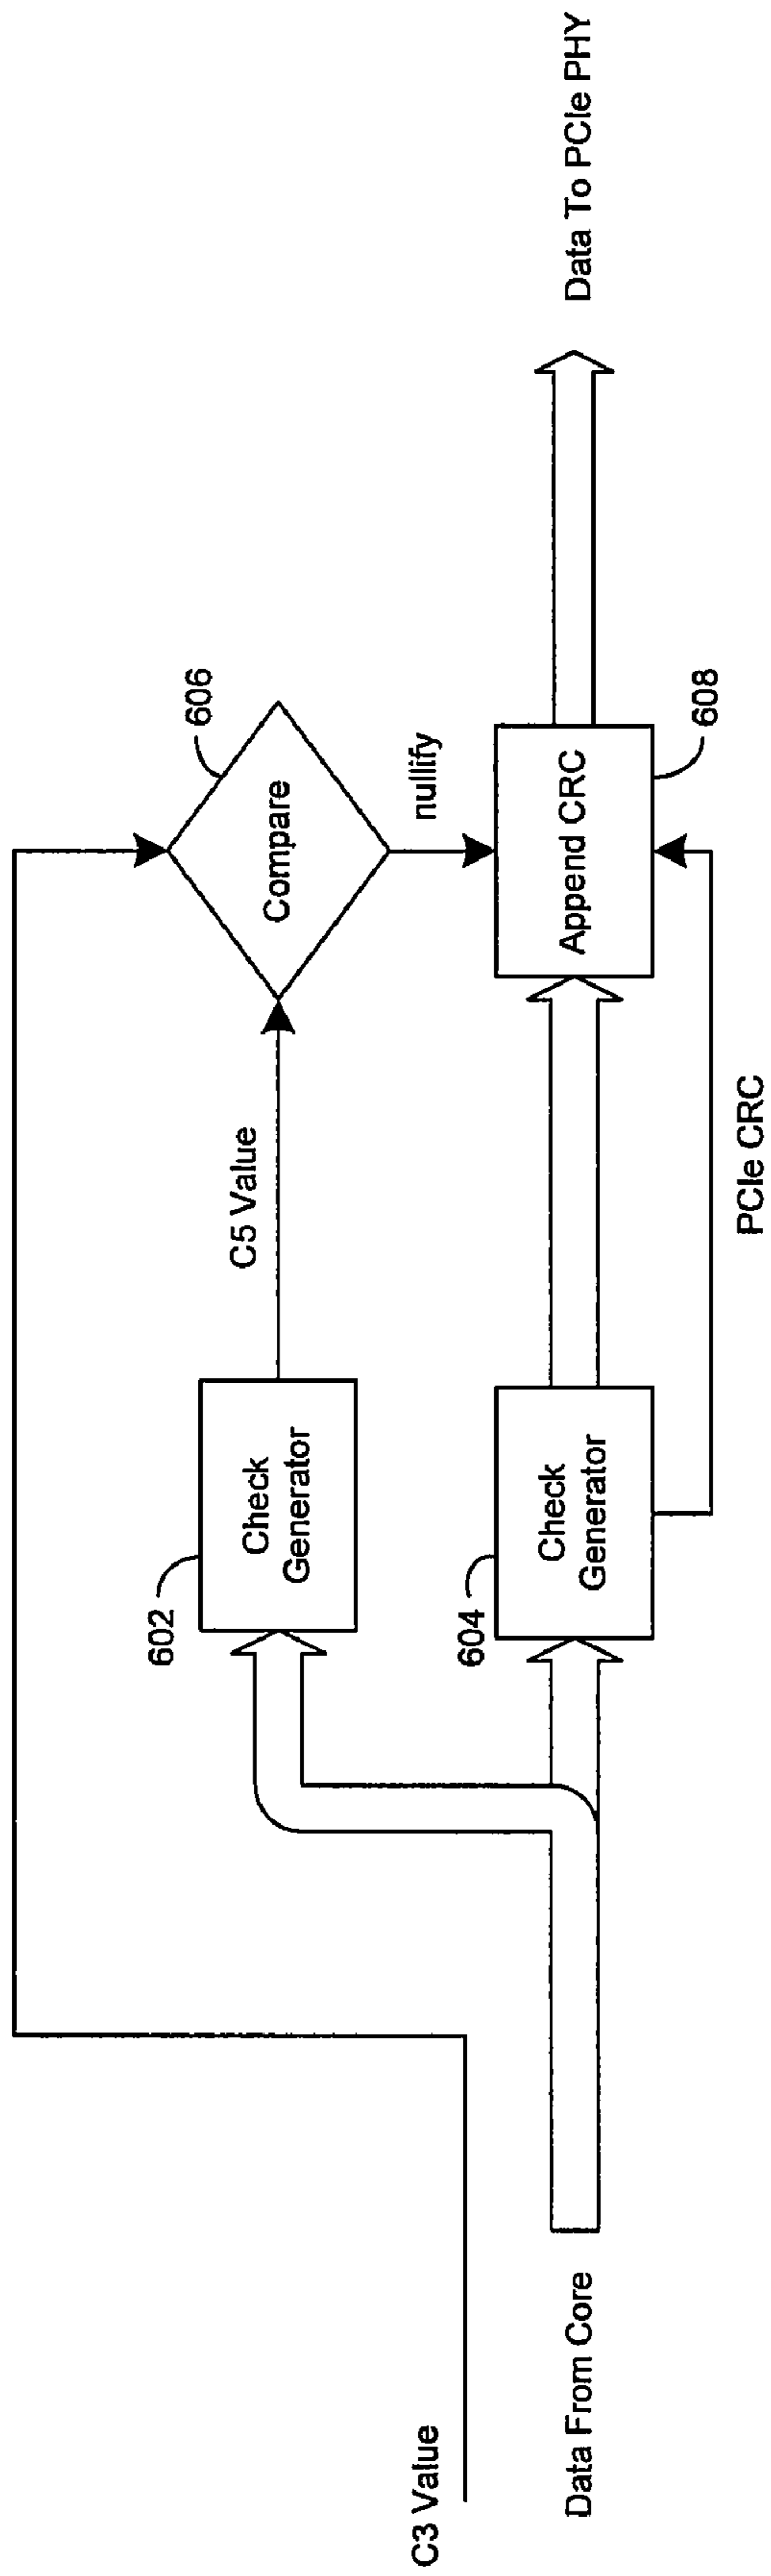 C3 Value
Data From Core
602
Check
Generator
C5 Value
606
Compare
nullify
604
Check
Generator
PCIe CRC
Append CRC
608
Data To PCIe PHY